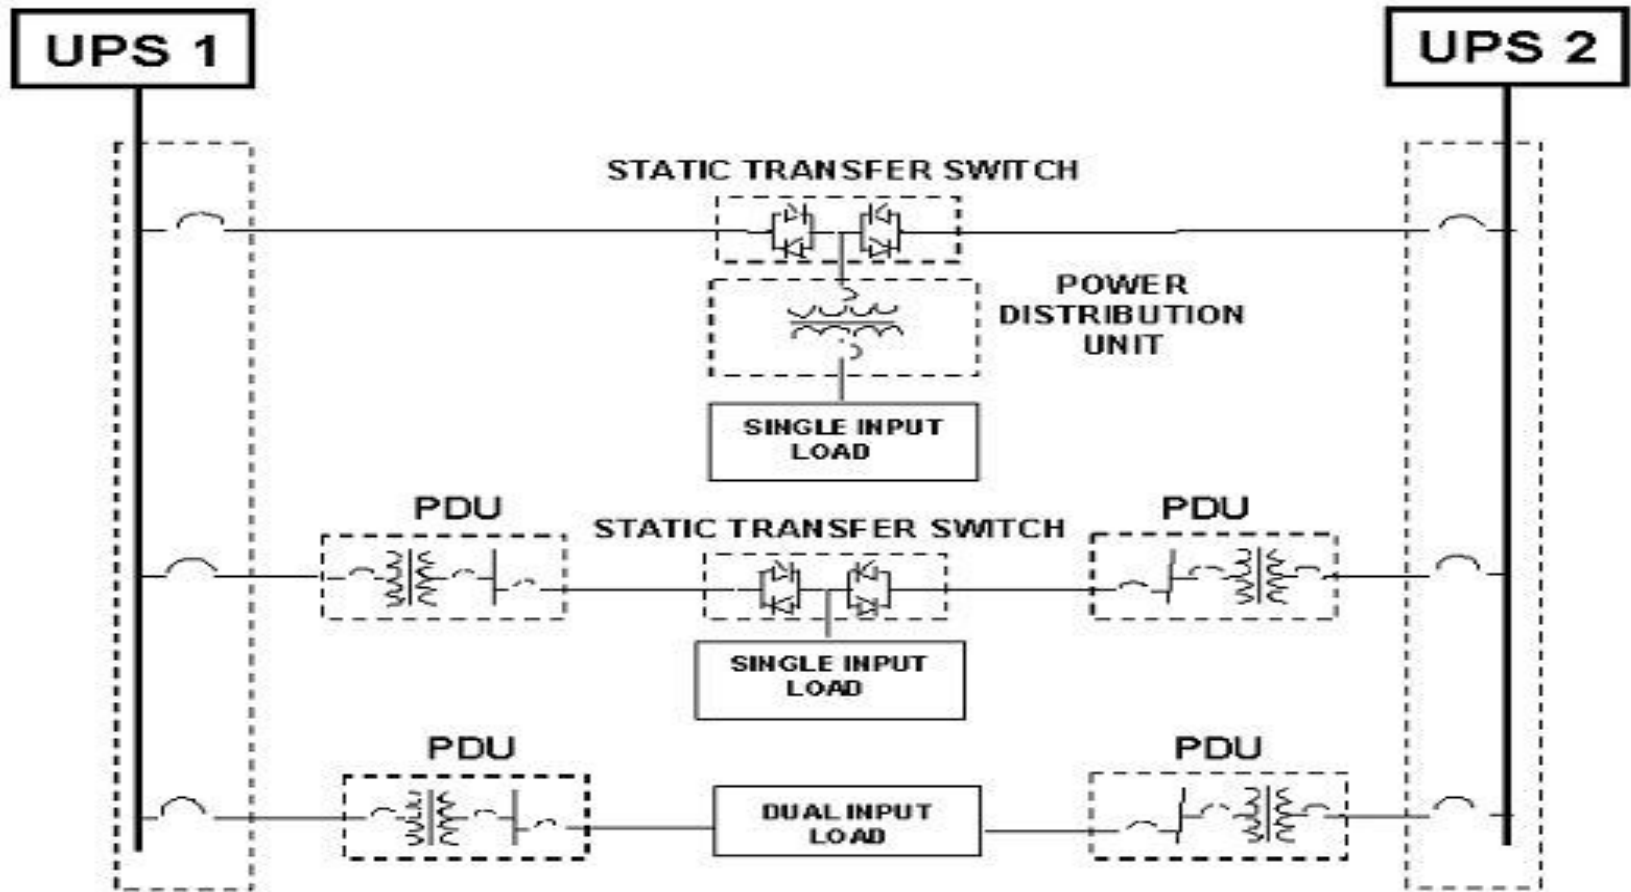 UPS 1
UPS 2
STATIC TRANSFER SWITCH
POWER
DISTRIBUTION
UNIT
SINGLE INPUT
LOAD
PDU
STATIC TRANSFER SWITCH
PDU
SINGLE INPUT
LOAD
PDU
PDU
DUAL INPUT
LOAD